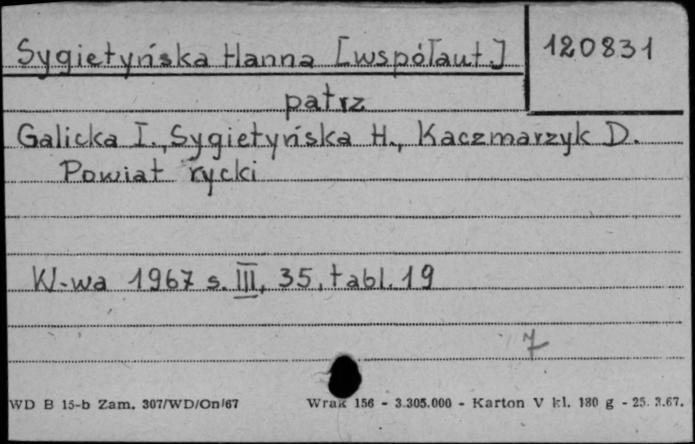 Sygietyńska Hanna [współaut.] 120831
patrz
Galicka I., Sygietyńska H., Kaczmarzyk D.
Powiat rycki
W-wa 1967 s. III, 35, tabl. 19
7
WD B 15-b Zam. 307/WD/On/67 Wrak 156 - 3.305.000 - Karton V kl. 180 g - 25. 3.67.